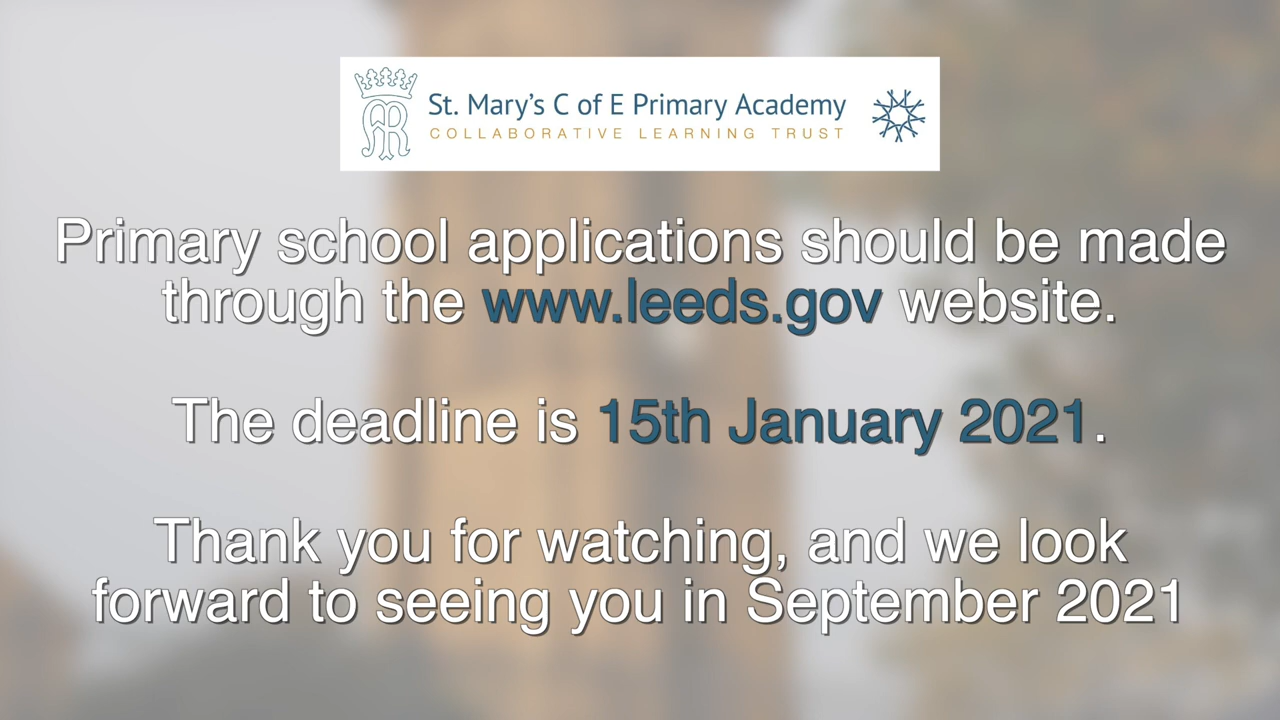 St. Mary's C of E Primary Academy
COLLABORATIVE LEARNING TRUST
Primary school applications should be made
through the www.leeds.gov website.
The deadline is 15th January 2021.
Thank you for watching, and we look
forward to seeing you in September 2021